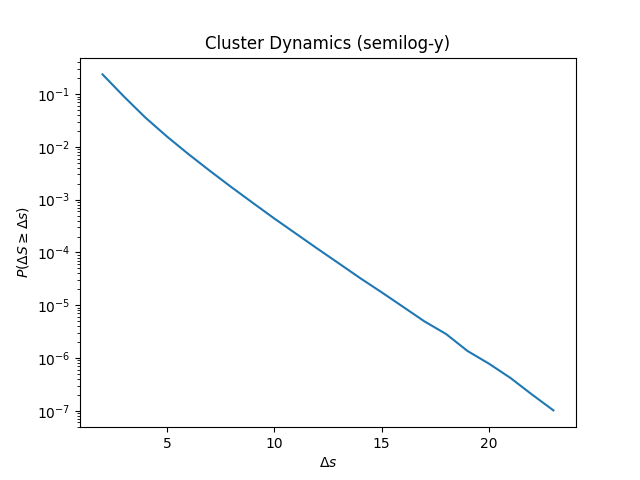 Cluster Dynamics (semilog-y)
P(ΔS ≥ Δs)
10⁻¹
10⁻²
10⁻³
10⁻⁴
10⁻⁵
10⁻⁶
10⁻⁷
5 10 15 20
Δs